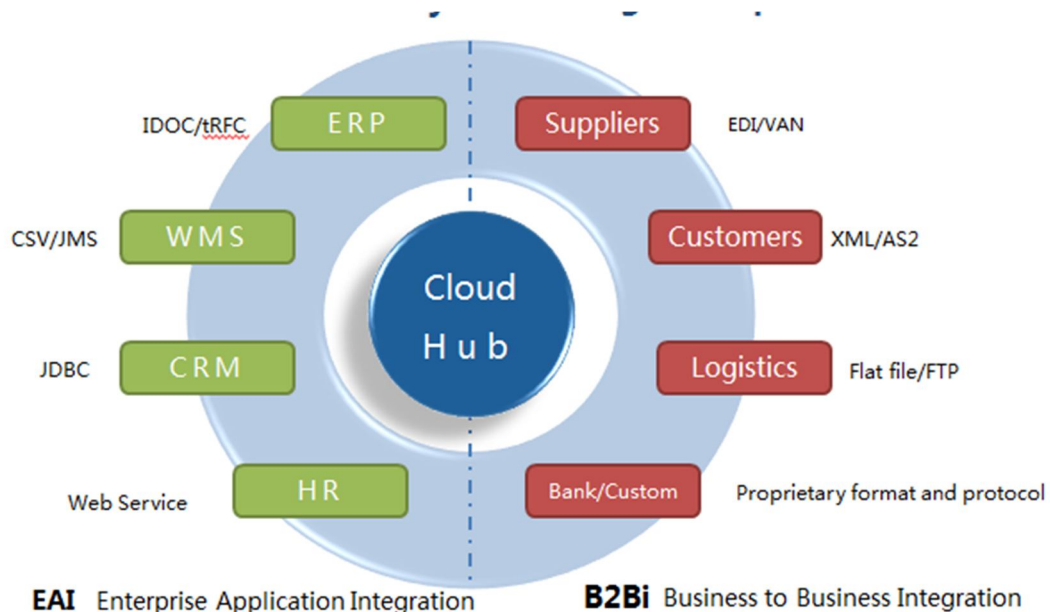 IDOC/tRFC
ERP
Suppliers
EDI/VAN
CSV/JMS
WMS
Customers
XML/AS2
Cloud
Hub
JDBC
CRM
Logistics
Flat file/FTP
Web Service
HR
Bank/Custom
Proprietary format and protocol
EAI Enterprise Application Integration
B2Bi Business to Business Integration